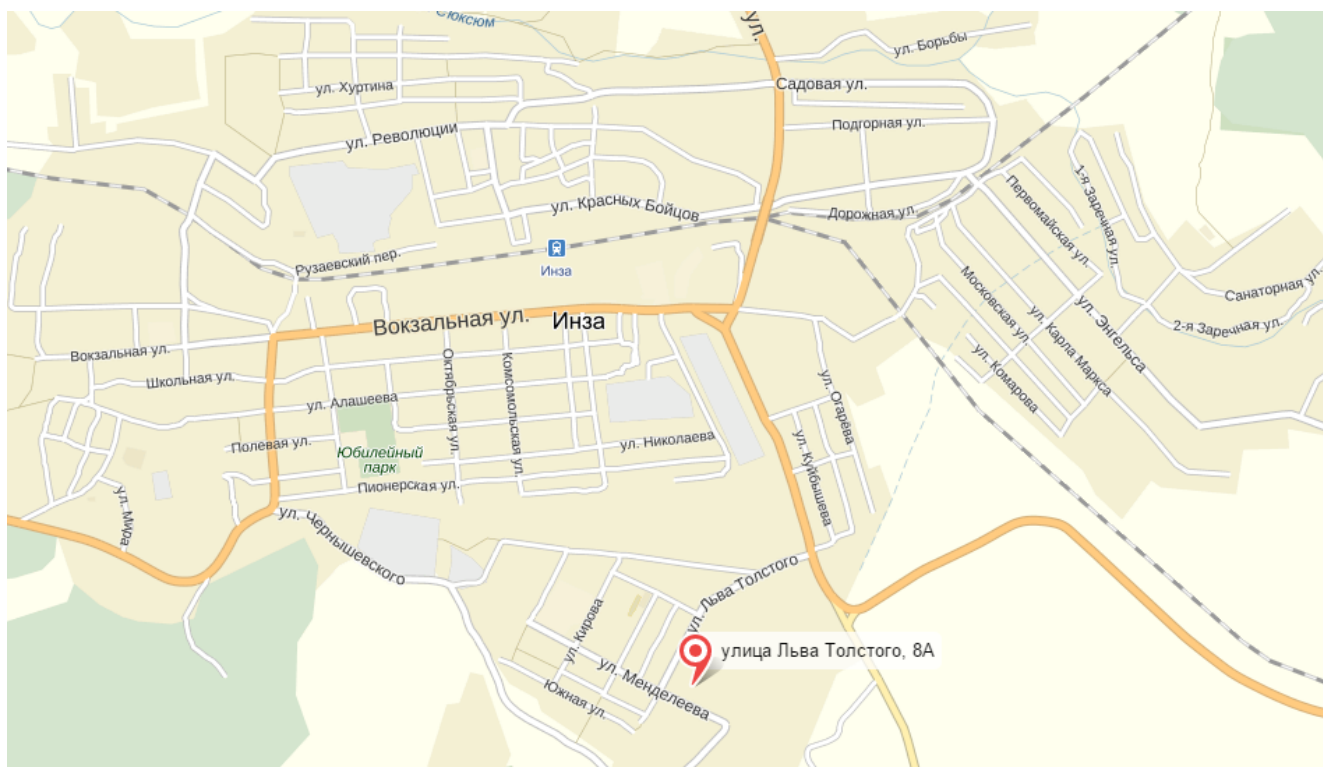 Сюксюм
ул.
ул. Борьбы
ул. Хуртина
Садовая ул.
ул. Революции
Подгорная ул.
1-я Заречная ул.
Первомайская ул.
ул. Красных Бойцов
Дорожная ул.
Рузаевский пер.
Инза
Московская ул.
Санаторная ул.
Вокзальная ул.
Инза
ул. Карла Маркса
ул. Энгельса
2-я Заречная ул.
Вокзальная ул.
Школьная ул.
Октябрьская ул.
Комсомольская ул.
ул. Комарова
ул. Огарёва
ул. Алашеева
Полевая ул.
Юбилейный
парк
ул. Николаева
ул. Куйбышева
Пионерская ул.
ул. Мира
ул. Чернышевского
ул. Льва Толстого
ул. Кирова
улица Льва Толстого, 8А
ул. Менделеева
Южная ул.